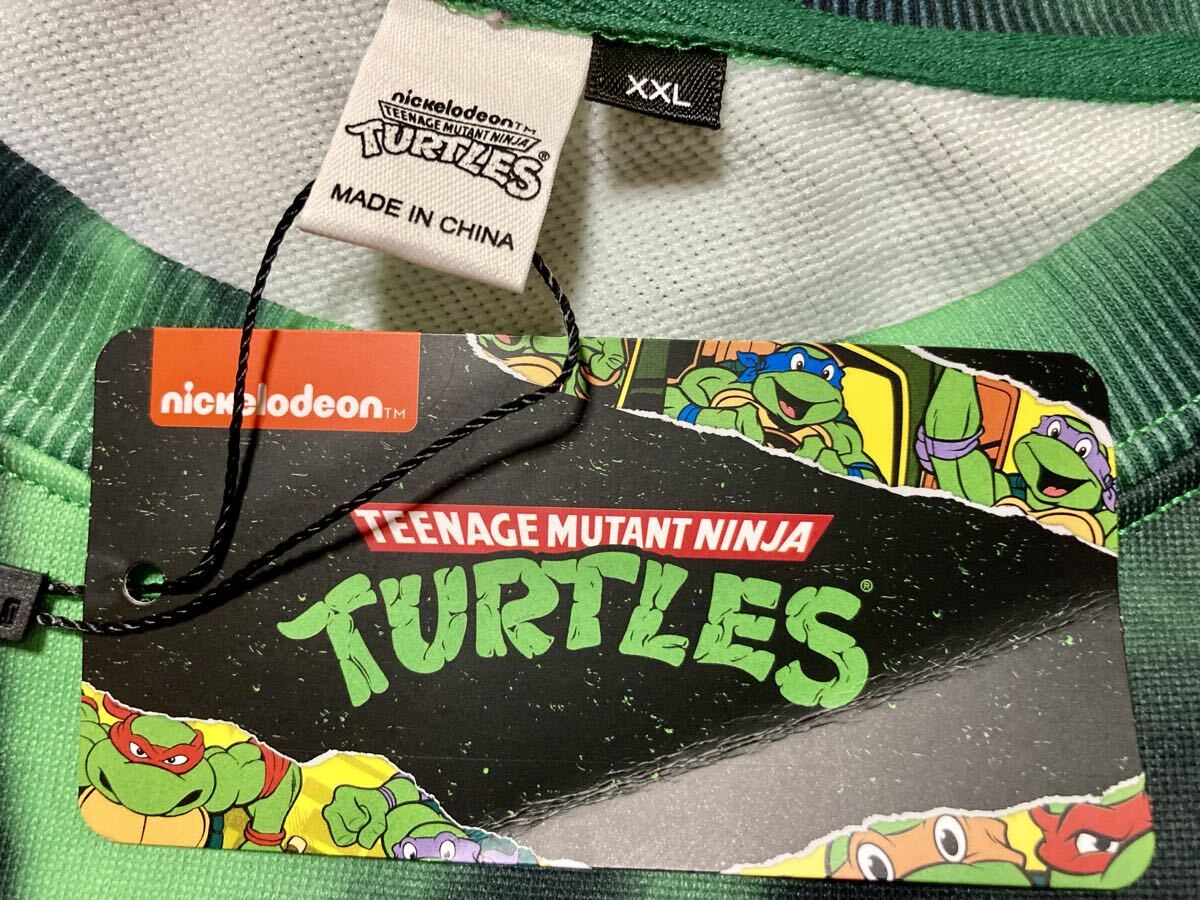 nickelodeon™
TEENAGE MUTANT NINJA
TURTLES®
MADE IN CHINA
XXL
nickelodeon™
TEENAGE MUTANT NINJA
TURTLES®